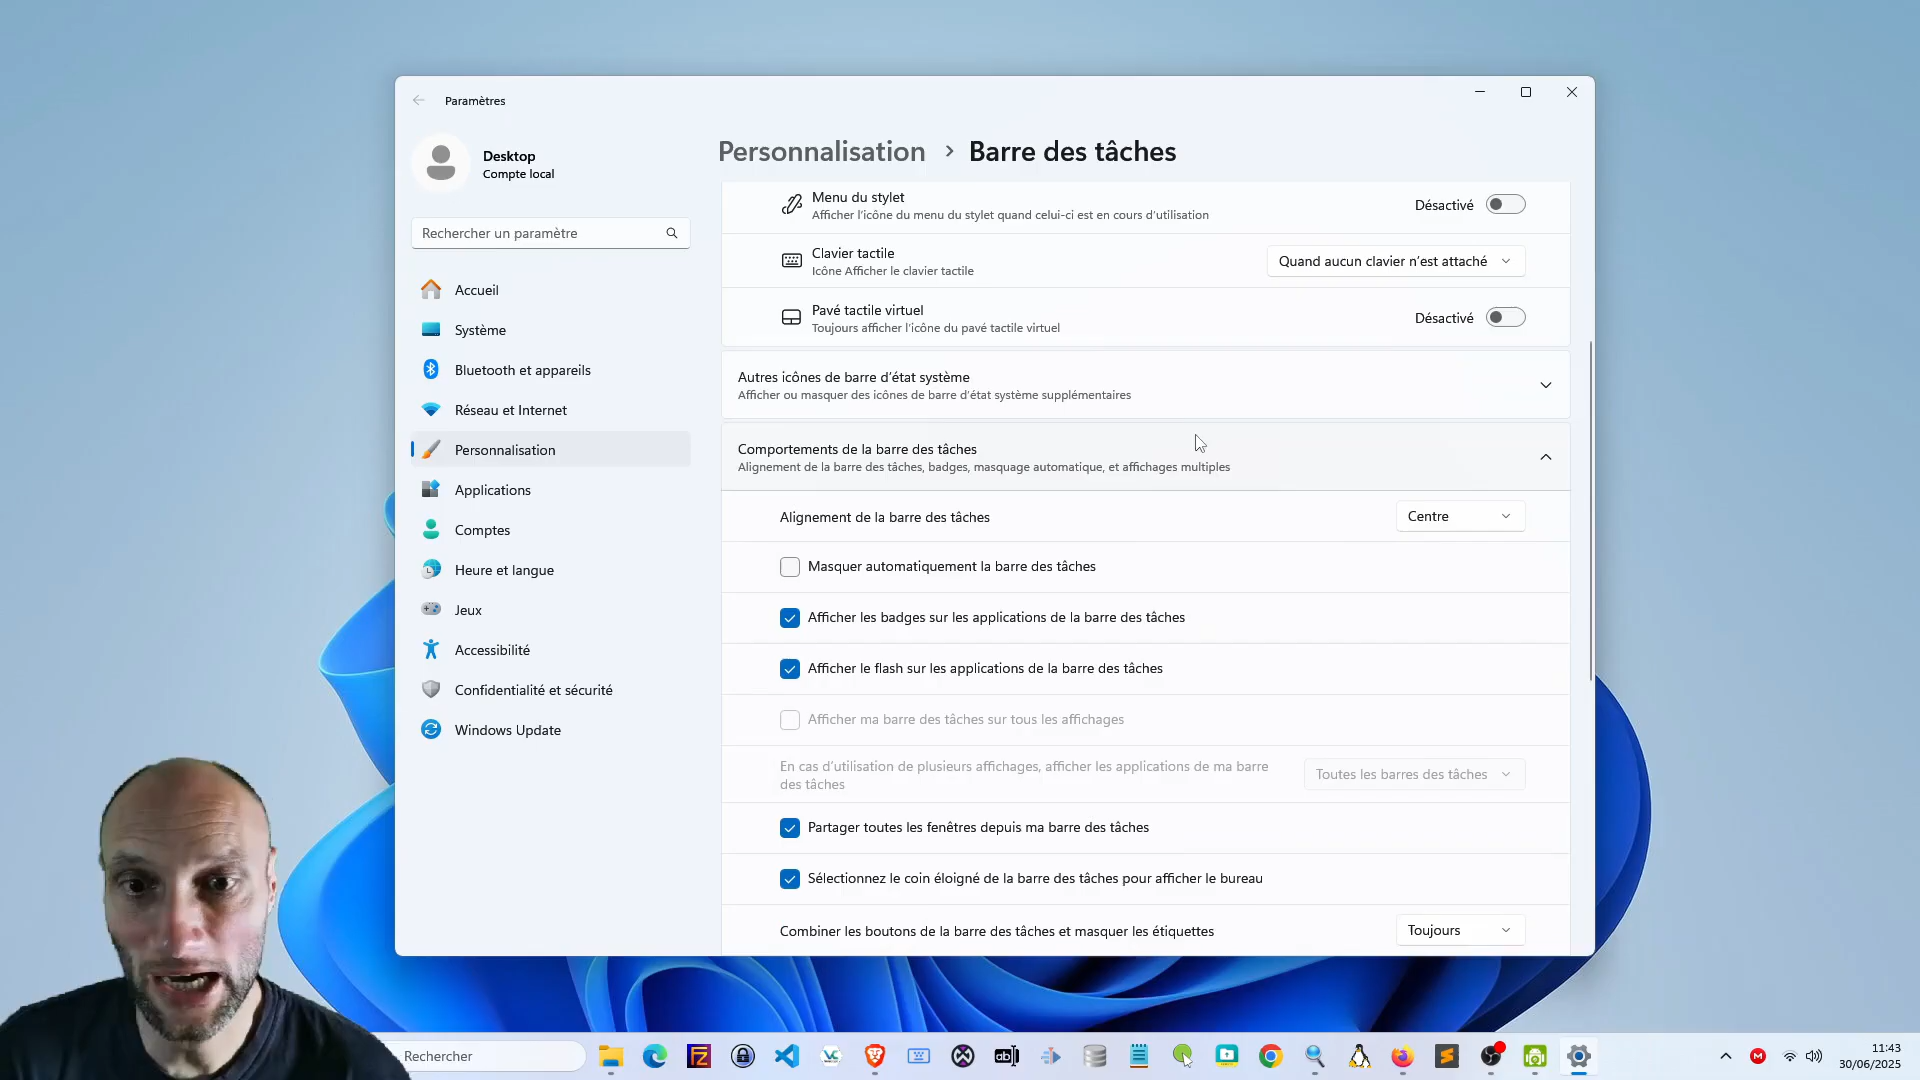 Paramètres
Desktop
Compte local
Rechercher un paramètre
Accueil
Système
Bluetooth et appareils
Réseau et Internet
Personnalisation
Applications
Comptes
Heure et langue
Jeux
Accessibilité
Confidentialité et sécurité
Windows Update
Personnalisation > Barre des tâches
Menu du stylet
Afficher l'icône du menu du stylet quand celui-ci est en cours d'utilisation
Désactivé
Clavier tactile
Icône Afficher le clavier tactile
Quand aucun clavier n'est attaché
Pavé tactile virtuel
Toujours afficher l'icône du pavé tactile virtuel
Désactivé
Autres icônes de barre d'état système
Afficher ou masquer des icônes de barre d'état système supplémentaires
Comportements de la barre des tâches
Alignement de la barre des tâches, badges, masquage automatique, et affichages multiples
Alignement de la barre des tâches
Centre
Masquer automatiquement la barre des tâches
Afficher les badges sur les applications de la barre des tâches
Afficher le flash sur les applications de la barre des tâches
Afficher ma barre des tâches sur tous les affichages
En cas d'utilisation de plusieurs affichages, afficher les applications de ma barre
des tâches
Toutes les barres des tâches
Partager toutes les fenêtres depuis ma barre des tâches
Sélectionnez le coin éloigné de la barre des tâches pour afficher le bureau
Combiner les boutons de la barre des tâches et masquer les étiquettes
Toujours
Rechercher
11:43
30/06/2025